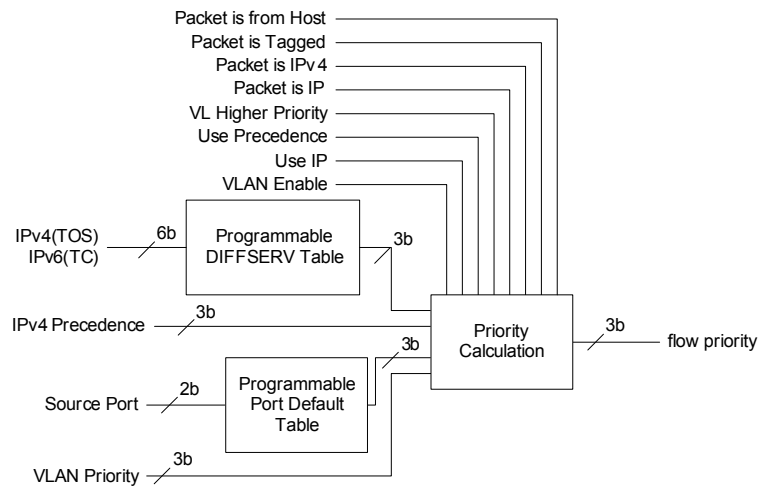 Packet is from Host
Packet is Tagged
Packet is IPv4
Packet is IP
VL Higher Priority
Use Precedence
Use IP
VLAN Enable
IPv4(TOS)
IPv6(TC)
6b
Programmable
DIFFSERV Table
3b
IPv4 Precedence
3b
Priority
Calculation
3b
flow priority
3b
Source Port
2b
Programmable
Port Default
Table
VLAN Priority
3b